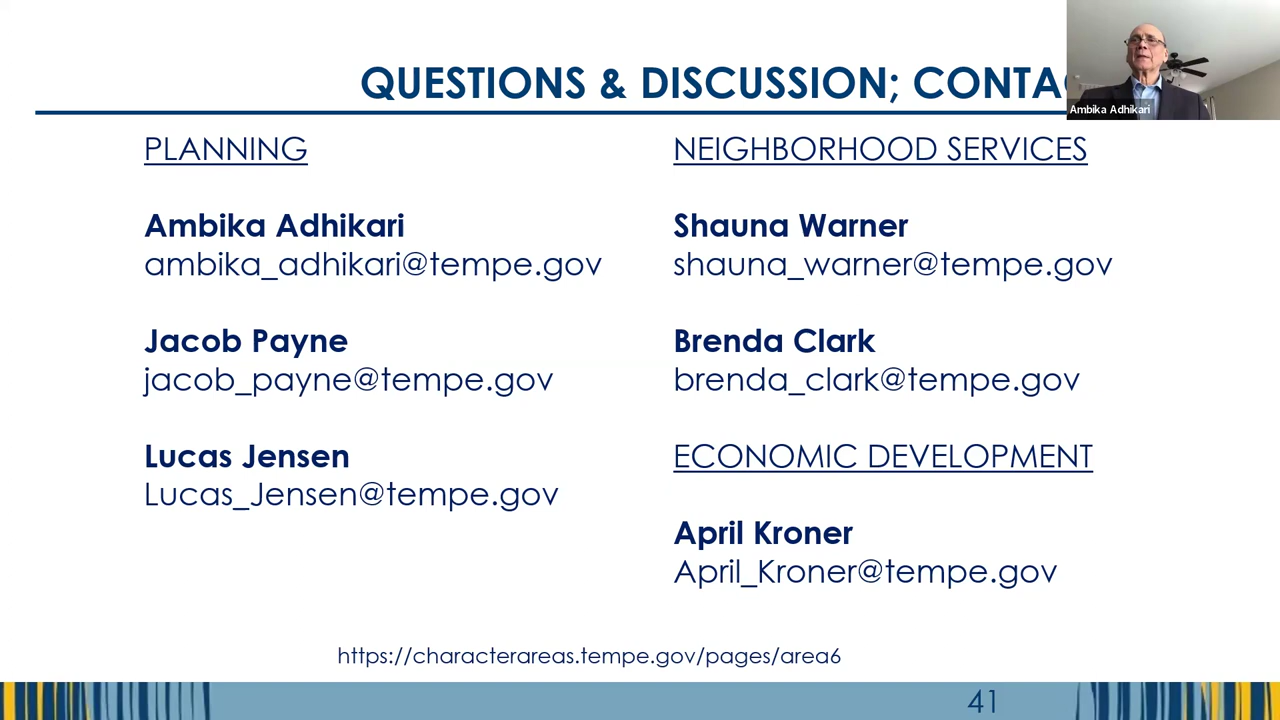 QUESTIONS & DISCUSSION;
Ambika Adhikari
PLANNING
Ambika Adhikari
ambika_adhikari@tempe.gov
Jacob Payne
jacob_payne@tempe.gov
Lucas Jensen
Lucas_Jensen@tempe.gov
NEIGHBORHOOD SERVICES
Shauna Warner
shauna_warner@tempe.gov
Brenda Clark
brenda_clark@tempe.gov
ECONOMIC DEVELOPMENT
April Kroner
April_Kroner@tempe.gov
https://characterareas.tempe.gov/pages/area6
41